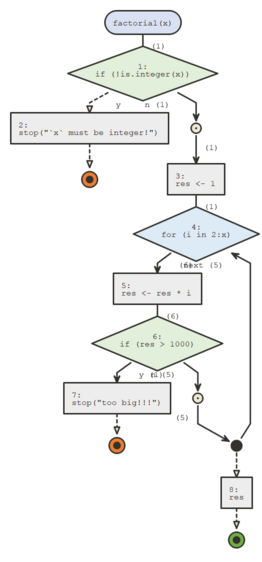 factorial(x)
(1)
1:
if (!is.integer(x))
y
n (1)
2:
stop("`x` must be integer!")
(1)
3:
res <- 1
(1)
4:
for (i in 2:x)
next (5)
5:
res <- res * i
(6)
6:
if (res > 1000)
y (1)
n (5)
7:
stop("too big!!!")
(5)
8:
res